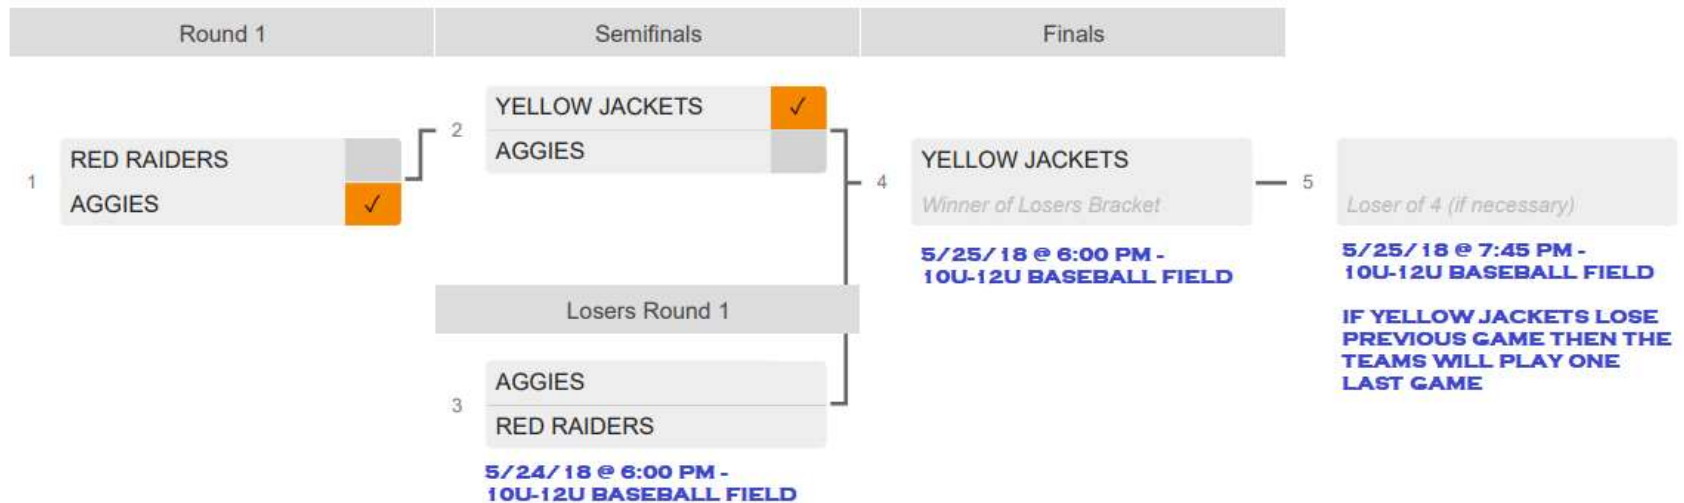 Round 1
Semifinals
Finals
1
RED RAIDERS
AGGIES ✓
2
YELLOW JACKETS ✓
AGGIES
4
YELLOW JACKETS
Winner of Losers Bracket
5/25/18 @ 6:00 PM -
10U-12U BASEBALL FIELD
5
Loser of 4 (if necessary)
5/25/18 @ 7:45 PM -
10U-12U BASEBALL FIELD
IF YELLOW JACKETS LOSE
PREVIOUS GAME THEN THE
TEAMS WILL PLAY ONE
LAST GAME
Losers Round 1
3
AGGIES
RED RAIDERS
5/24/18 @ 6:00 PM -
10U-12U BASEBALL FIELD